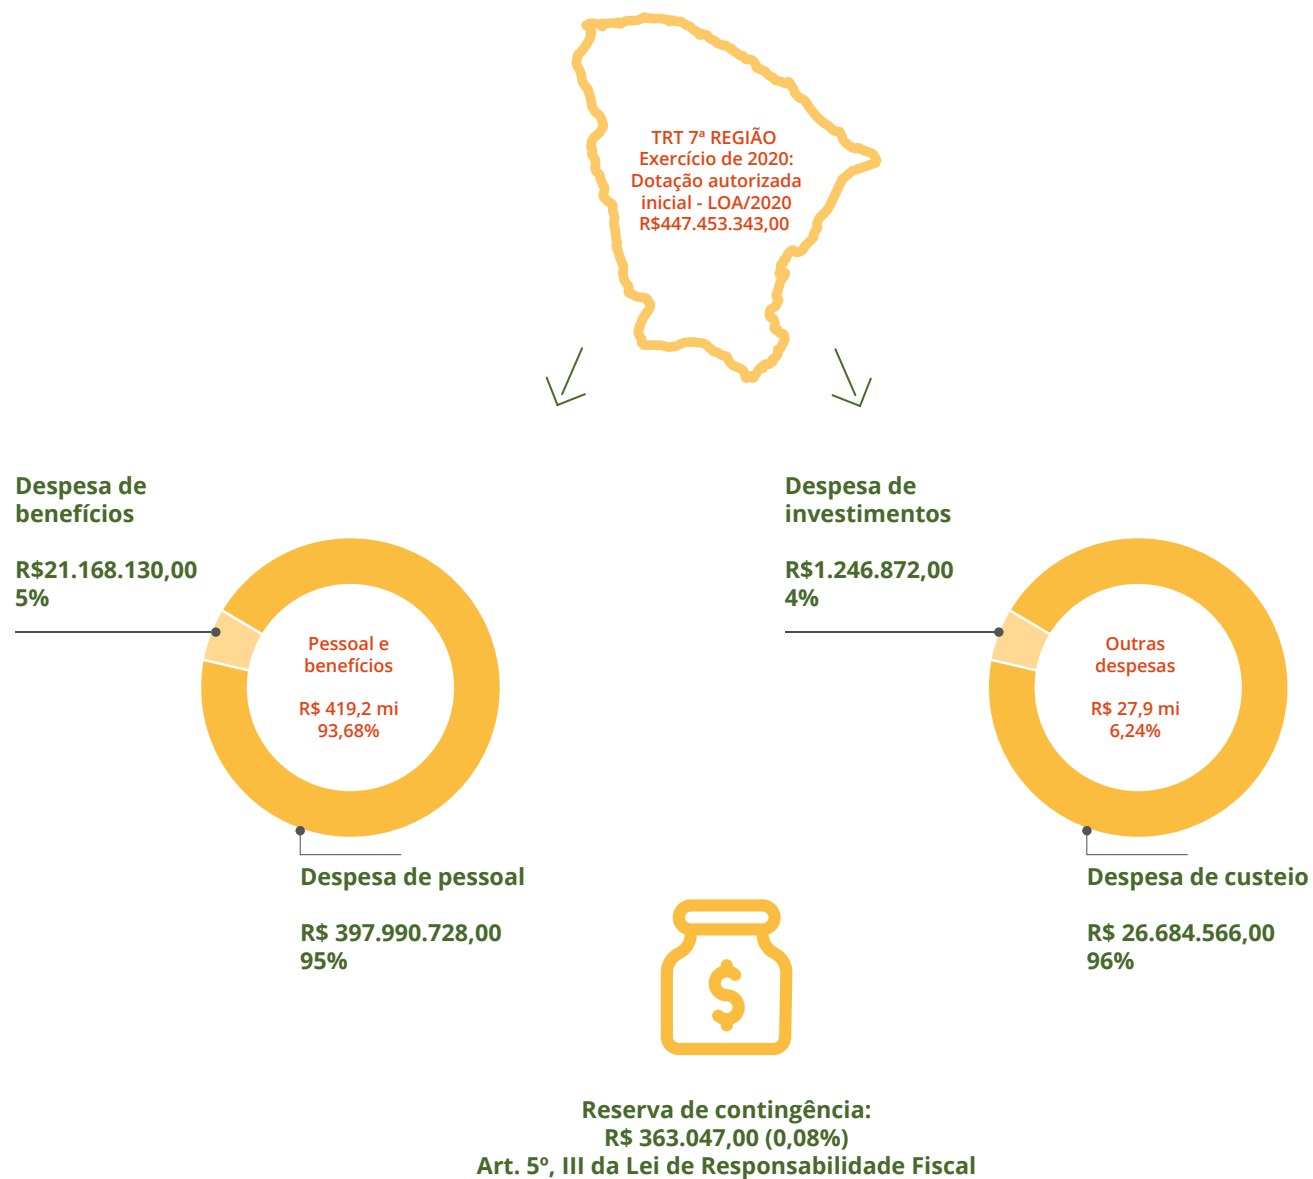 TRT 7ª REGIÃO
Exercício de 2020:
Dotação autorizada
inicial - LOA/2020
R$447.453.343,00
Despesa de
benefícios
R$21.168.130,00
5%
Pessoal e
benefícios
R$ 419,2 mi
93,68%
Despesa de pessoal
R$ 397.990.728,00
95%
Despesa de
investimentos
R$1.246.872,00
4%
Outras
despesas
R$ 27,9 mi
6,24%
Despesa de custeio
R$ 26.684.566,00
96%
$
Reserva de contingência:
R$ 363.047,00 (0,08%)
Art. 5º, III da Lei de Responsabilidade Fiscal